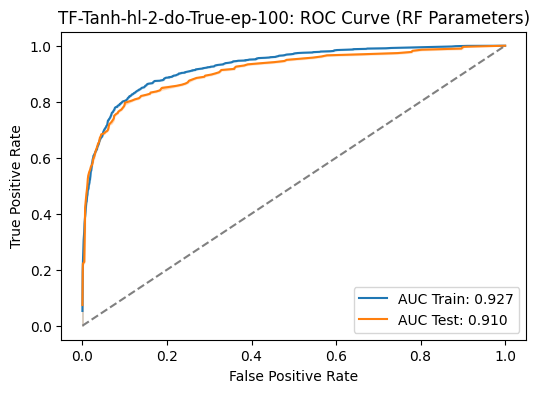 TF-Tanh-hl-2-do-True-ep-100: ROC Curve (RF Parameters)
1.0
0.8
0.6
0.4
0.2
0.0
True Positive Rate
AUC Train: 0.927
AUC Test: 0.910
0.0 0.2 0.4 0.6 0.8 1.0
False Positive Rate